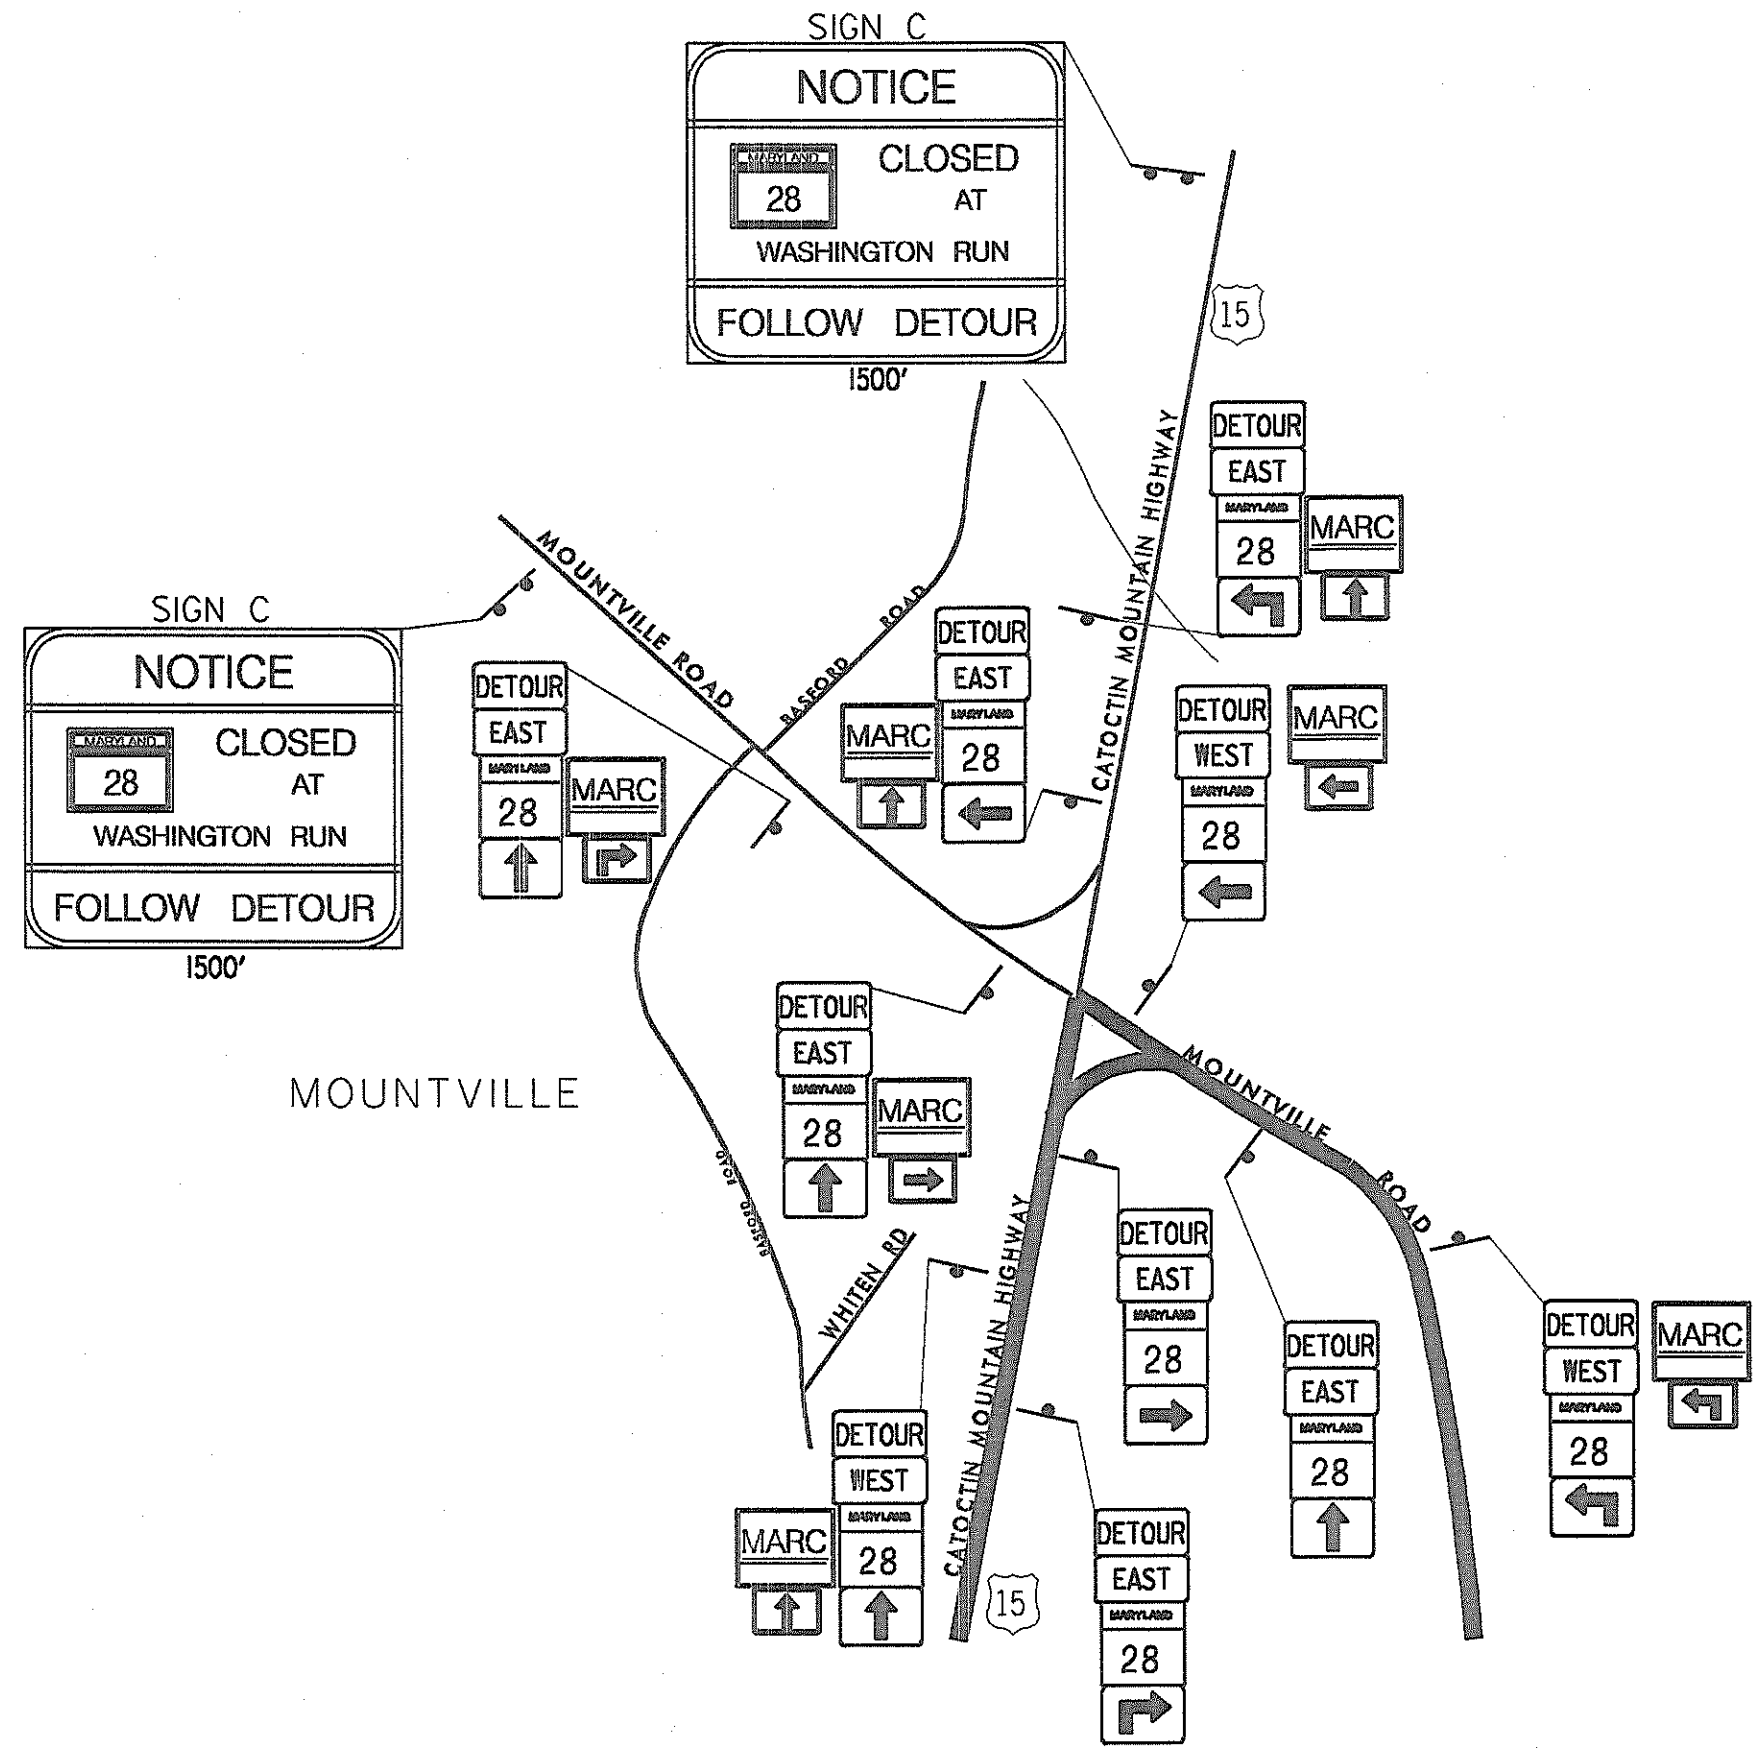 SIGN C
NOTICE
MARYLAND
28
CLOSED
AT
WASHINGTON RUN
FOLLOW DETOUR
1500'
15
CATOCTIN MOUNTAIN HIGHWAY
DETOUR
EAST
MARYLAND
28
MARC
MOUNTVILLE ROAD
BASFORD ROAD
SIGN C
NOTICE
MARYLAND
28
CLOSED
AT
WASHINGTON RUN
FOLLOW DETOUR
1500'
DETOUR
EAST
MARYLAND
28
MARC
DETOUR
EAST
MARYLAND
28
MARC
DETOUR
WEST
MARYLAND
28
MARC
DETOUR
EAST
MARYLAND
28
MARC
MOUNTVILLE
MOUNTVILLE ROAD
BASFORD ROAD
WHITEN RD
CATOCTIN MOUNTAIN HIGHWAY
DETOUR
EAST
MARYLAND
28
DETOUR
EAST
MARYLAND
28
DETOUR
WEST
MARYLAND
28
MARC
DETOUR
WEST
MARYLAND
28
MARC
15
DETOUR
EAST
MARYLAND
28